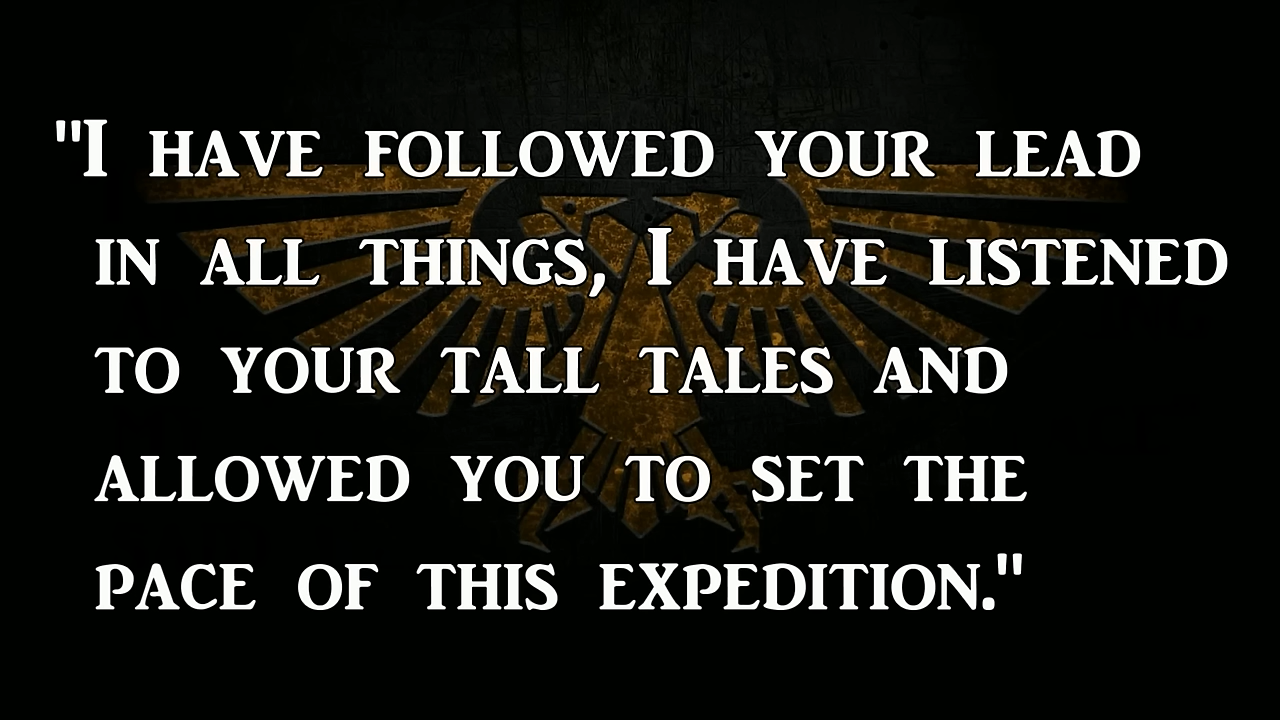 "I have followed your lead
in all things, I have listened
to your tall tales and
allowed you to set the
pace of this expedition."